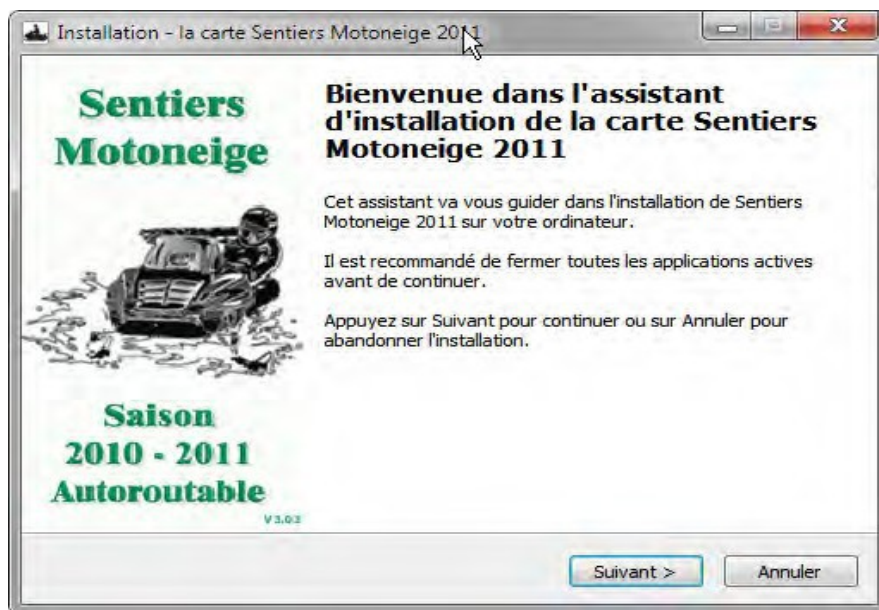 Installation - la carte Sentiers Motoneige 2011
Sentiers
Motoneige
Saison
2010 - 2011
Autoroutable
V 3.0.3
Bienvenue dans l'assistant
d'installation de la carte Sentiers
Motoneige 2011
Cet assistant va vous guider dans l'installation de Sentiers
Motoneige 2011 sur votre ordinateur.
Il est recommandé de fermer toutes les applications actives
avant de continuer.
Appuyez sur Suivant pour continuer ou sur Annuler pour
abandonner l'installation.
Suivant >
Annuler